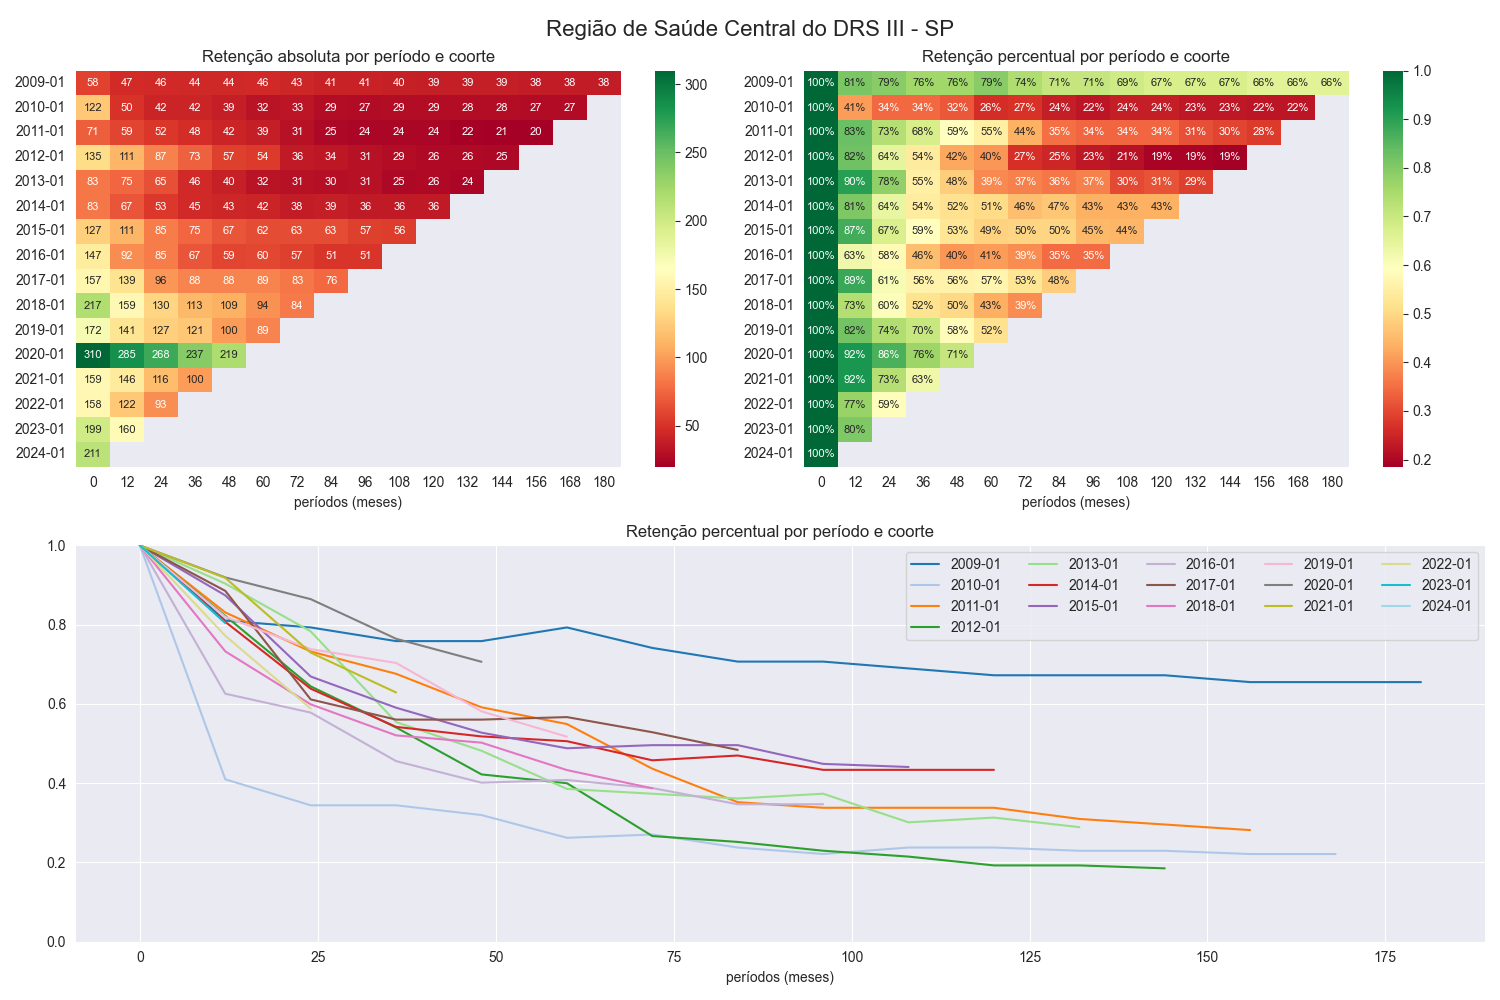 Região de Saúde Central do DRS III - SP
Retenção absoluta por período e coorte
2009-01 58 47 46 44 44 46 43 41 41 40 39 39 39 38 38 38
2010-01 122 50 42 42 39 32 33 29 27 29 29 28 28 27 27
2011-01 71 59 52 48 42 39 31 25 24 24 24 22 21 20
2012-01 135 111 87 73 57 54 36 34 31 29 26 26 25
2013-01 83 75 65 46 40 32 31 30 31 25 26 24
2014-01 83 67 53 45 43 42 38 39 36 36 36
2015-01 127 111 85 75 67 62 63 63 57 56
2016-01 147 92 85 67 59 60 57 51 51
2017-01 157 139 96 88 88 89 83 76
2018-01 217 159 130 113 109 94 84
2019-01 172 141 127 121 100 89
2020-01 310 285 268 237 219
2021-01 159 146 116 100
2022-01 158 122 93
2023-01 199 160
2024-01 211
0 12 24 36 48 60 72 84 96 108 120 132 144 156 168 180
períodos (meses)
300
250
200
150
100
50
Retenção percentual por período e coorte
2009-01 100% 81% 79% 76% 76% 79% 74% 71% 71% 69% 67% 67% 67% 66% 66% 66%
2010-01 100% 41% 34% 34% 32% 26% 27% 24% 22% 24% 24% 23% 23% 22% 22%
2011-01 100% 83% 73% 68% 59% 55% 44% 35% 34% 34% 34% 31% 30% 28%
2012-01 100% 82% 64% 54% 42% 40% 27% 25% 23% 21% 19% 19% 19%
2013-01 100% 90% 78% 55% 48% 39% 37% 36% 37% 30% 31% 29%
2014-01 100% 81% 64% 54% 52% 51% 46% 47% 43% 43% 43%
2015-01 100% 87% 67% 59% 53% 49% 50% 50% 45% 44%
2016-01 100% 63% 58% 46% 40% 41% 39% 35% 35%
2017-01 100% 89% 61% 56% 56% 57% 53% 48%
2018-01 100% 73% 60% 52% 50% 43% 39%
2019-01 100% 82% 74% 70% 58% 52%
2020-01 100% 92% 86% 76% 71%
2021-01 100% 92% 73% 63%
2022-01 100% 77% 59%
2023-01 100% 80%
2024-01 100%
0 12 24 36 48 60 72 84 96 108 120 132 144 156 168 180
períodos (meses)
1.0
0.9
0.8
0.7
0.6
0.5
0.4
0.3
0.2
Retenção percentual por período e coorte
1.0
0.8
0.6
0.4
0.2
0.0
2009-01 2013-01 2016-01 2019-01 2022-01
2010-01 2014-01 2017-01 2020-01 2023-01
2011-01 2015-01 2018-01 2021-01 2024-01
2012-01
0 25 50 75 100 125 150 175
períodos (meses)